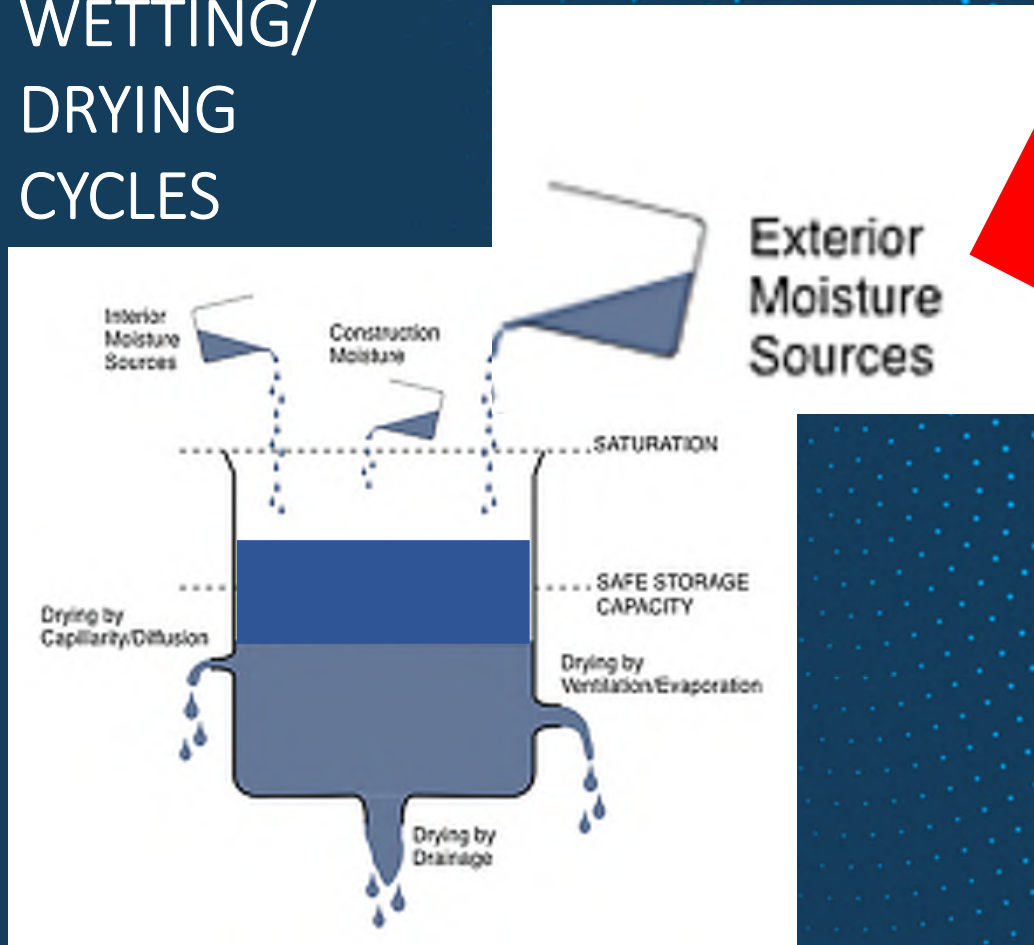 WETTING/
DRYING
CYCLES
Exterior
Moisture
Sources
Interior
Moisture
Sources
Construction
Moisture
SATURATION
SAFE STORAGE
CAPACITY
Drying by
Capillarity/Diffusion
Drying by
Ventilation/Evaporation
Drying by
Drainage